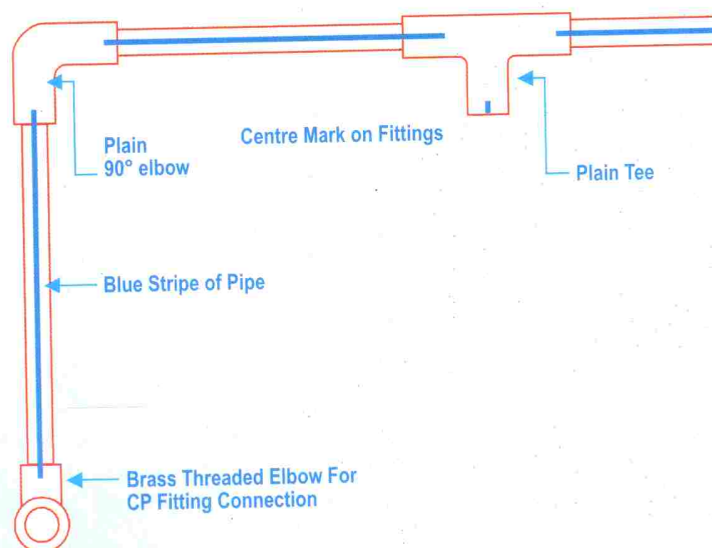 Plain
90° elbow
Centre Mark on Fittings
Plain Tee
Blue Stripe of Pipe
Brass Threaded Elbow For
CP Fitting Connection